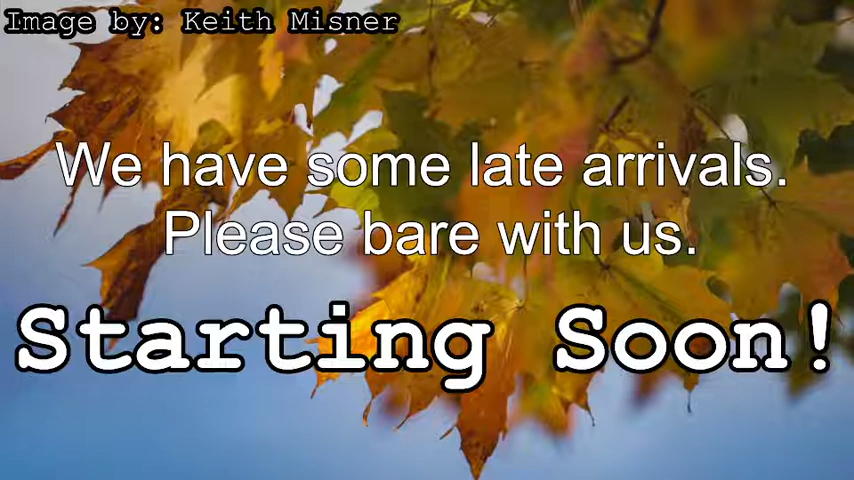 Image by: Keith Misner
We have some late arrivals.
Please bare with us.
Starting Soon!